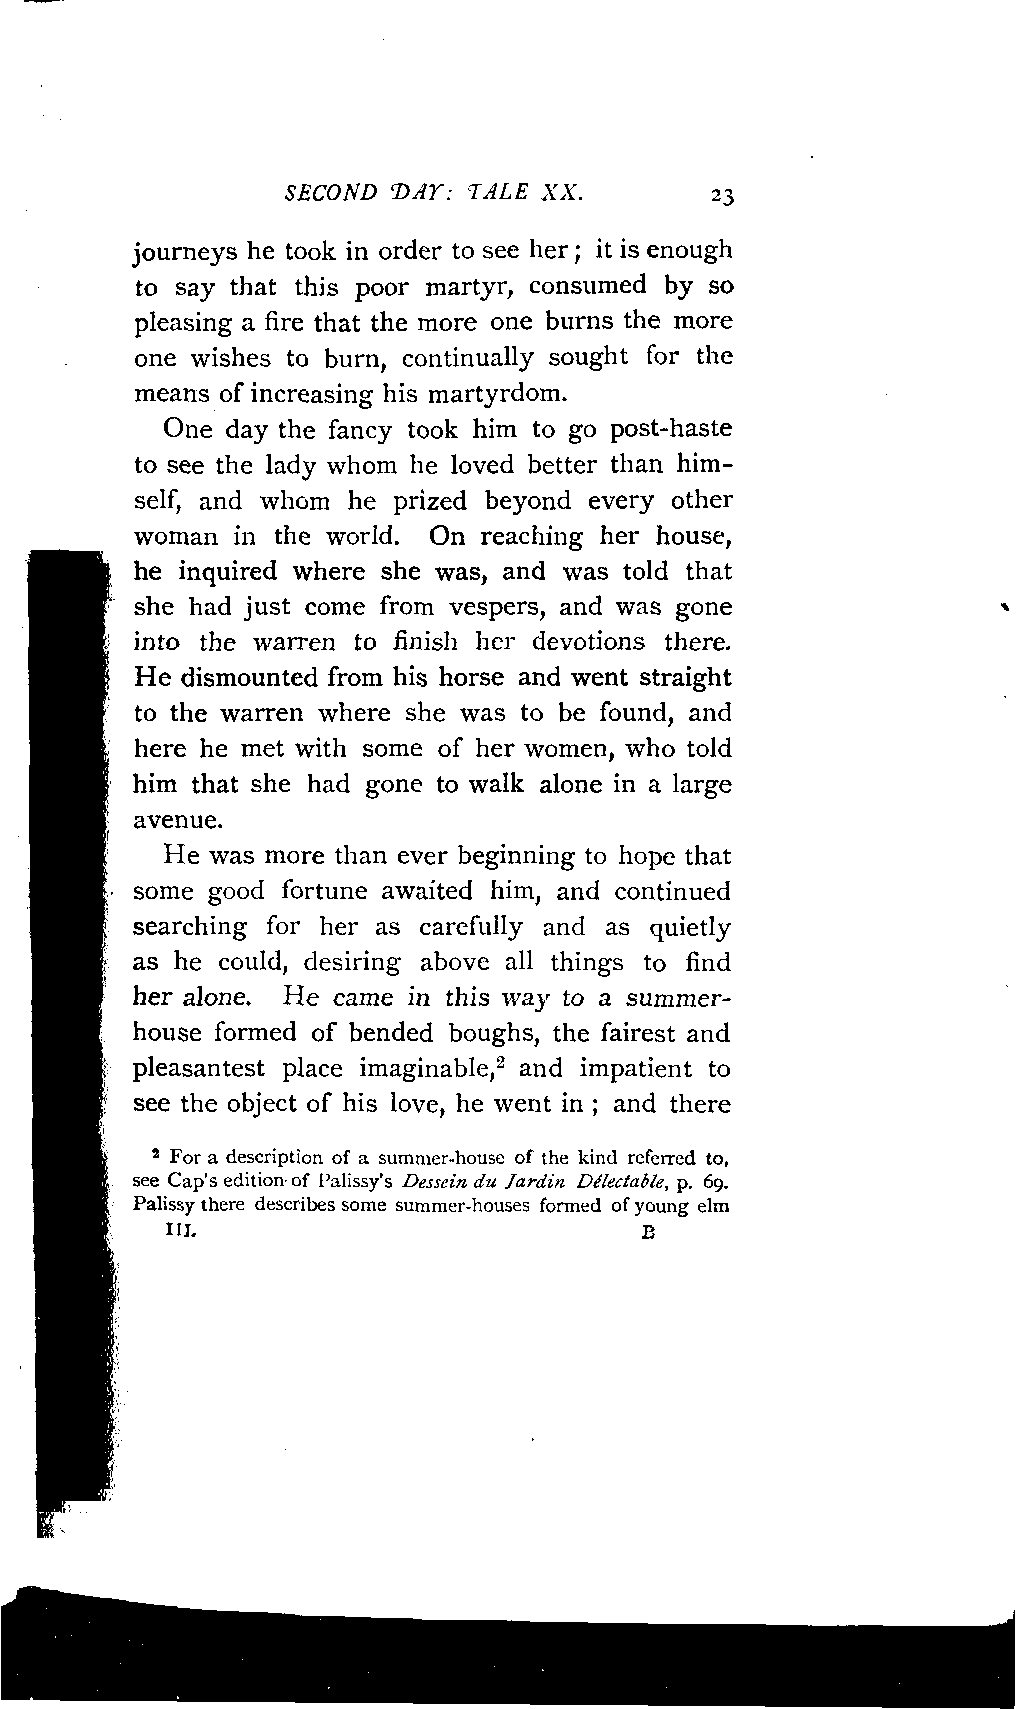 SECOND DAY: TALE XX. 23
journeys he took in order to see her; it is enough
to say that this poor martyr, consumed by so
pleasing a fire that the more one burns the more
one wishes to burn, continually sought for the
means of increasing his martyrdom.
One day the fancy took him to go post-haste
to see the lady whom he loved better than him-
self, and whom he prized beyond every other
woman in the world. On reaching her house,
he inquired where she was, and was told that
she had just come from vespers, and was gone
into the warren to finish her devotions there.
He dismounted from his horse and went straight
to the warren where she was to be found, and
here he met with some of her women, who told
him that she had gone to walk alone in a large
avenue.
He was more than ever beginning to hope that
some good fortune awaited him, and continued
searching for her as carefully and as quietly
as he could, desiring above all things to find
her alone. He came in this way to a summer-
house formed of bended boughs, the fairest and
pleasantest place imaginable,² and impatient to
see the object of his love, he went in; and there
² For a description of a summer-house of the kind referred to,
see Cap's edition of Palissy's Dessein du Jardin Délectable, p. 69.
Palissy there describes some summer-houses formed of young elm
III. B